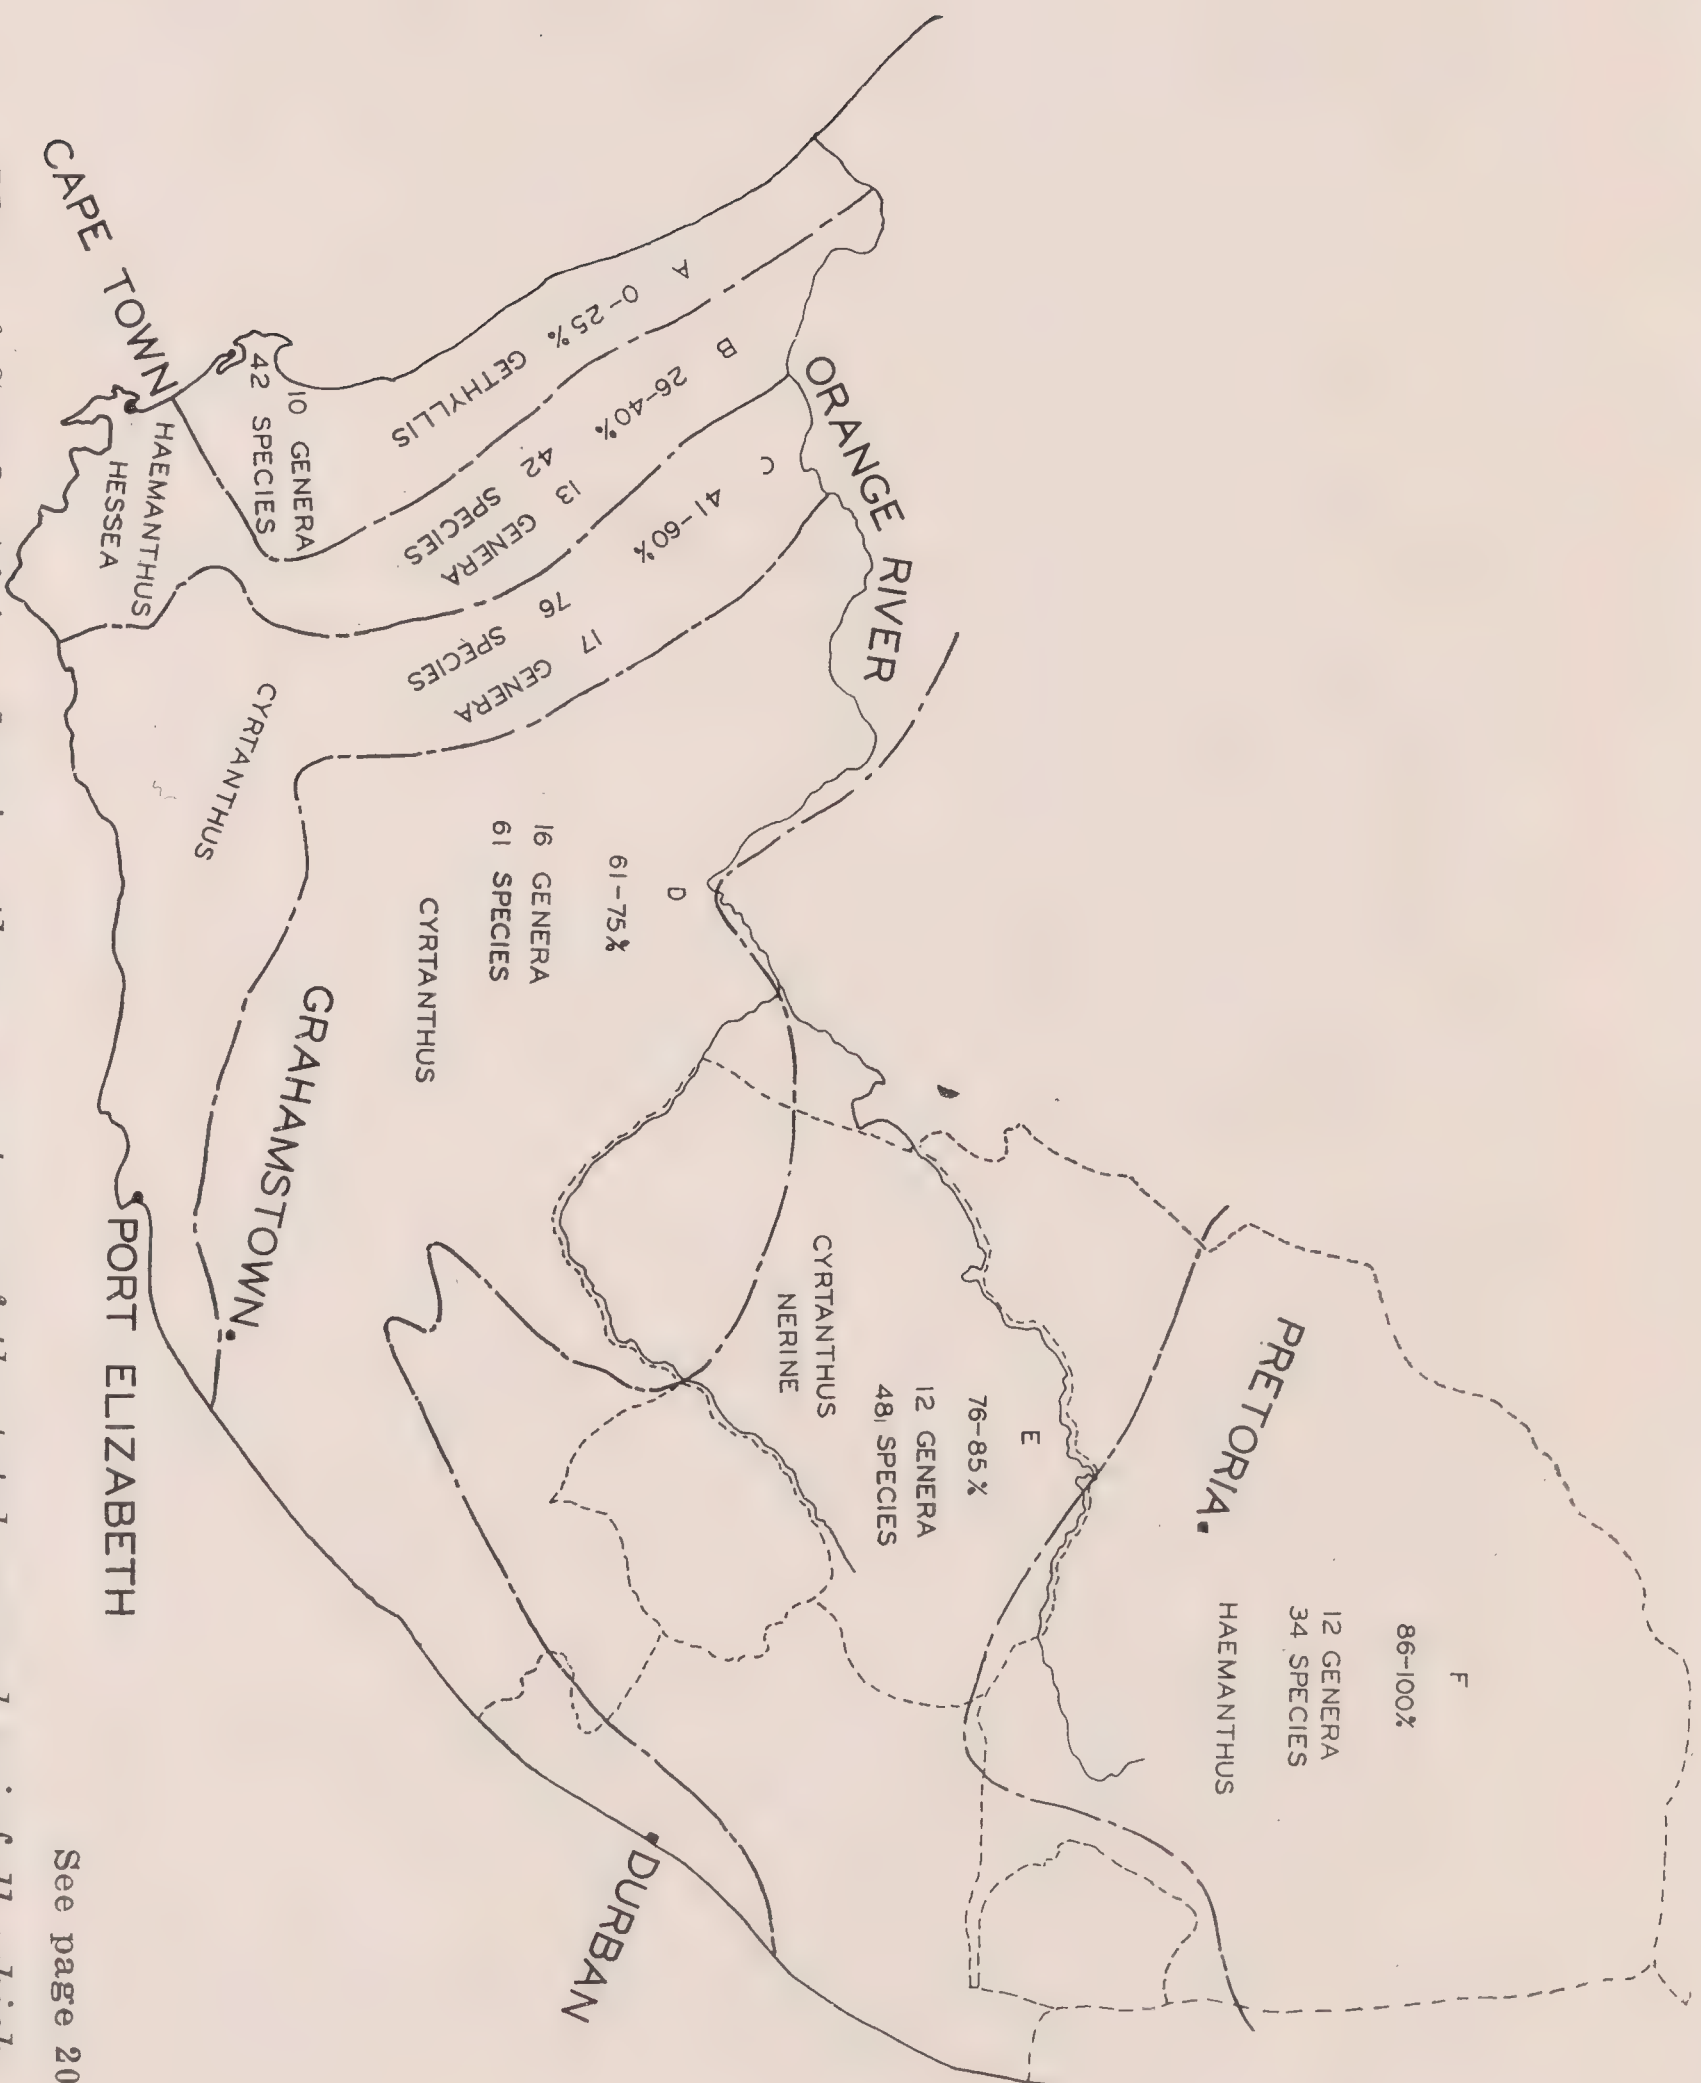 ORANGE RIVER
A
0-25%
GETHYLLIS
10 GENERA
42 SPECIES
B
26-40%
13 GENERA
42 SPECIES
HAEMANTHUS
HESSEA
C
41-60%
17 GENERA
76 SPECIES
CYRTANTHUS
D
61-75%
16 GENERA
61 SPECIES
CYRTANTHUS
E
76-85%
12 GENERA
48 SPECIES
CYRTANTHUS
NERINE
F
86-100%
12 GENERA
34 SPECIES
HAEMANTHUS
PRETORIA.
CAPE TOWN
GRAHAMSTOWN.
PORT ELIZABETH
DURBAN
See page 20